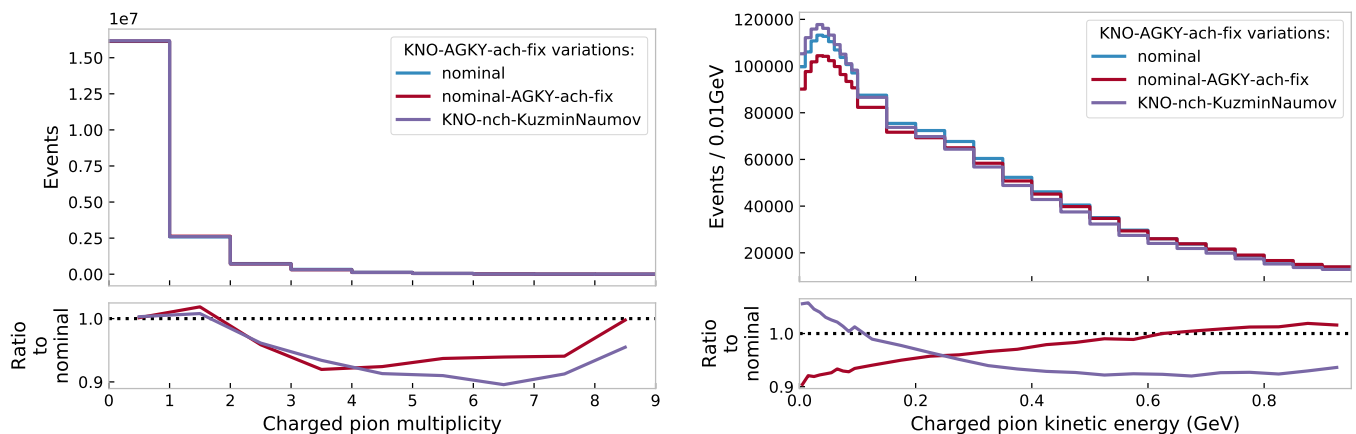 1e7
KNO-AGKY-ach-fix variations:
nominal
nominal-AGKY-ach-fix
KNO-nch-KuzminNaumov
1.50
1.25
1.00
0.75
0.50
0.25
0.00
Events
1.0
0.9
Ratio
to
nominal
0 1 2 3 4 5 6 7 8 9
Charged pion multiplicity
KNO-AGKY-ach-fix variations:
nominal
nominal-AGKY-ach-fix
KNO-nch-KuzminNaumov
120000
100000
80000
60000
40000
20000
Events / 0.01GeV
1.0
0.9
Ratio
to
nominal
0.0 0.2 0.4 0.6 0.8
Charged pion kinetic energy (GeV)